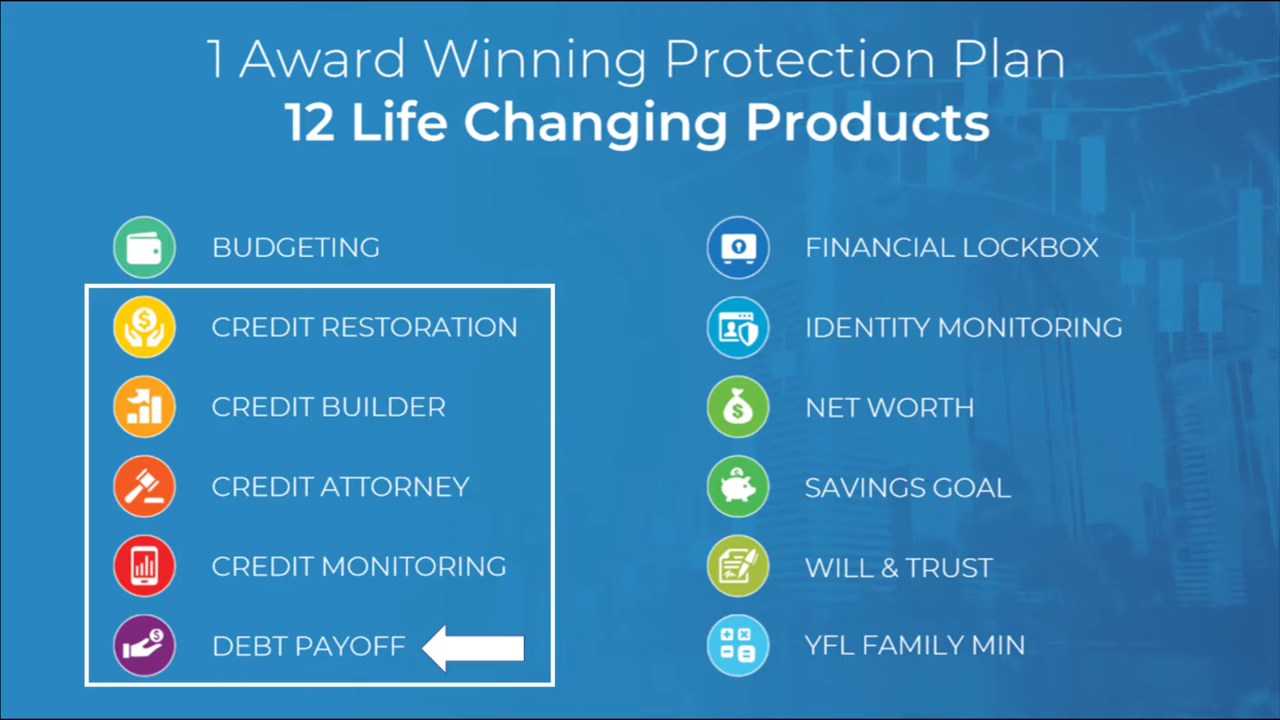 1 Award Winning Protection Plan
12 Life Changing Products
BUDGETING
CREDIT RESTORATION
CREDIT BUILDER
CREDIT ATTORNEY
CREDIT MONITORING
DEBT PAYOFF
FINANCIAL LOCKBOX
IDENTITY MONITORING
NET WORTH
SAVINGS GOAL
WILL & TRUST
YFL FAMILY MIN